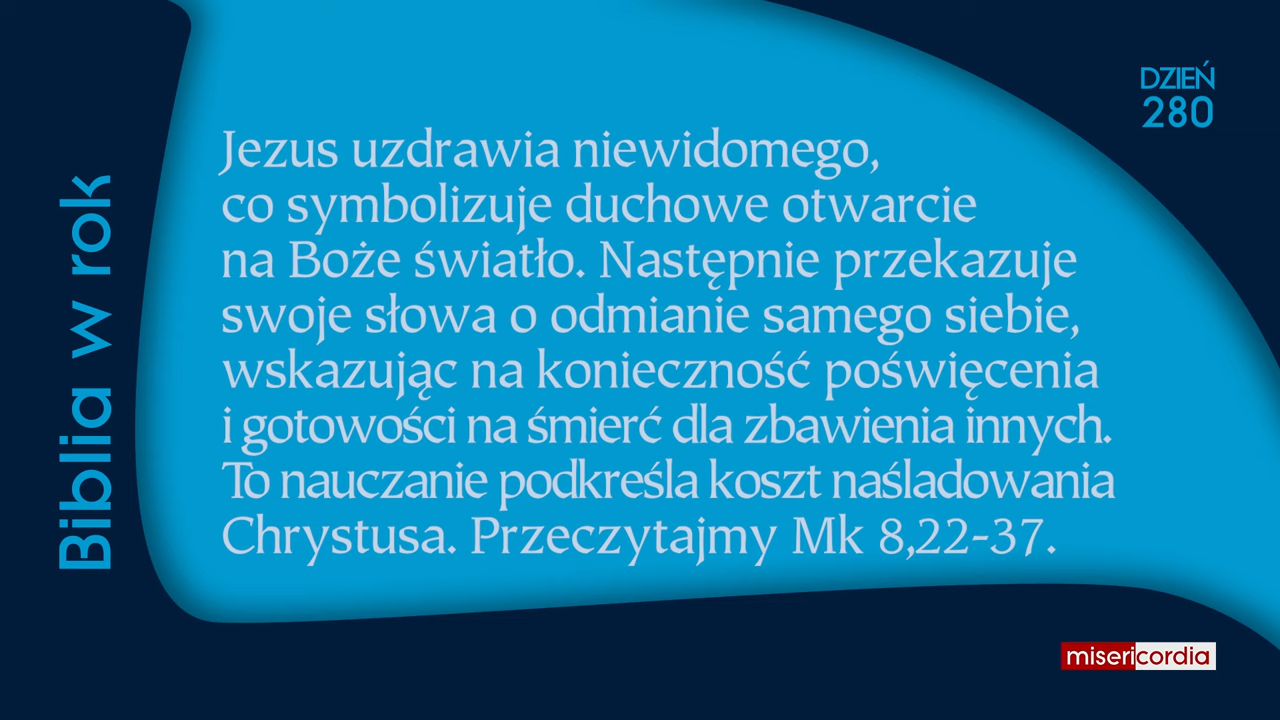 Biblia w rok
DZIEŃ
280
Jezus uzdrawia niewidomego,
co symbolizuje duchowe otwarcie
na Boże światło. Następnie przekazuje
swoje słowa o odmianie samego siebie,
wskazując na konieczność poświęcenia
i gotowości na śmierć dla zbawienia innych.
To nauczanie podkreśla koszt naśladowania
Chrystusa. Przeczytajmy Mk 8,22-37.
misericordia